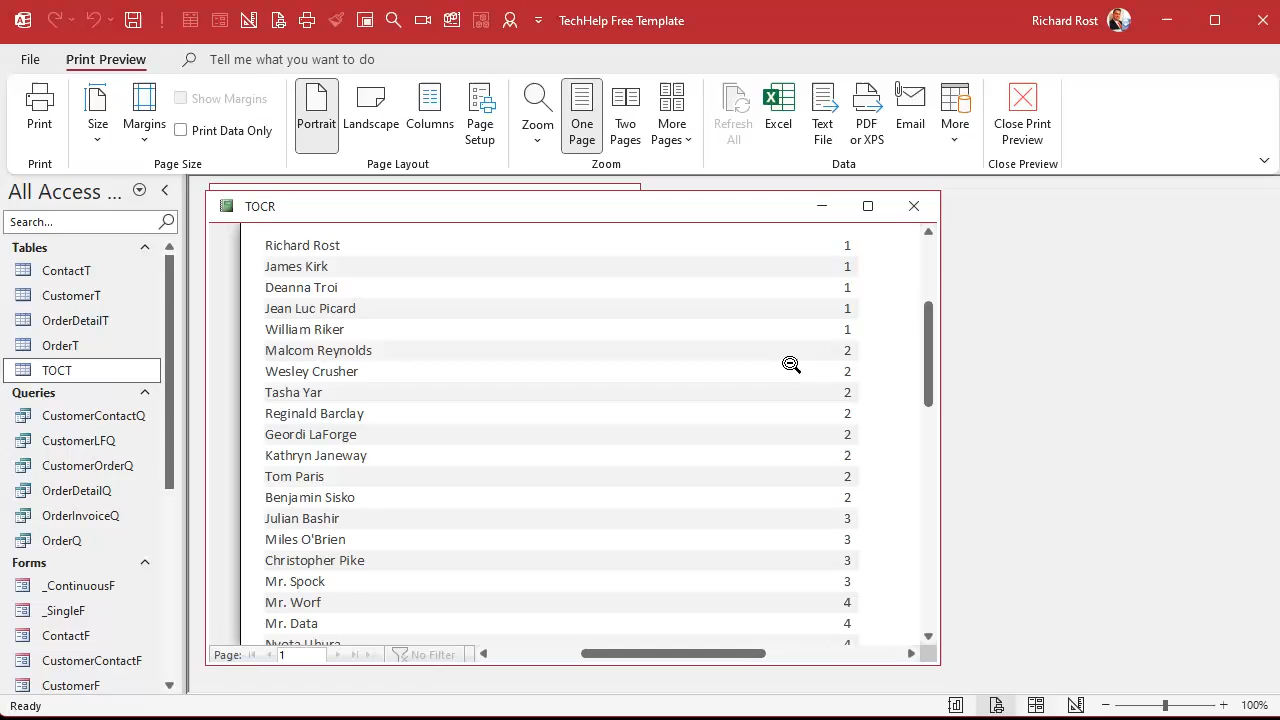 TechHelp Free Template
Richard Rost
File
Print Preview
Tell me what you want to do
Print
Size
Margins
Show Margins
Print Data Only
Portrait
Landscape
Columns
Page Setup
Zoom
One Page
Two Pages
More Pages
Refresh All
Excel
Text File
PDF or XPS
Email
More
Close Print Preview
Print
Page Size
Page Layout
Zoom
Data
Close Preview
All Access ...
Search...
Tables
ContactT
CustomerT
OrderDetailT
OrderT
TOCT
Queries
CustomerContactQ
CustomerLFQ
CustomerOrderQ
OrderDetailQ
OrderInvoiceQ
OrderQ
Forms
_ContinuousF
_SingleF
ContactF
CustomerContactF
CustomerF
TOCR
Richard Rost 1
James Kirk 1
Deanna Troi 1
Jean Luc Picard 1
William Riker 1
Malcom Reynolds 2
Wesley Crusher 2
Tasha Yar 2
Reginald Barclay 2
Geordi LaForge 2
Kathryn Janeway 2
Tom Paris 2
Benjamin Sisko 2
Julian Bashir 3
Miles O'Brien 3
Christopher Pike 3
Mr. Spock 3
Mr. Worf 4
Mr. Data 4
Nyota Uhura 4
Page: 1 No Filter
Ready
100%